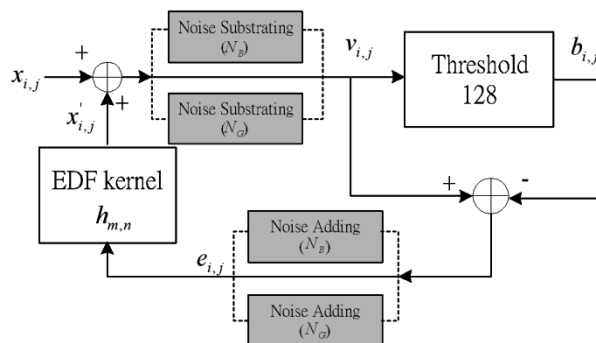 Noise Substrating
(N_B)
x_{i,j}
+
+
v_{i,j}
Threshold
128
b_{i,j}
Noise Substrating
(N_G)
x'_{i,j}
EDF kernel
h_{m,n}
+
-
Noise Adding
(N_B)
e_{i,j}
Noise Adding
(N_G)